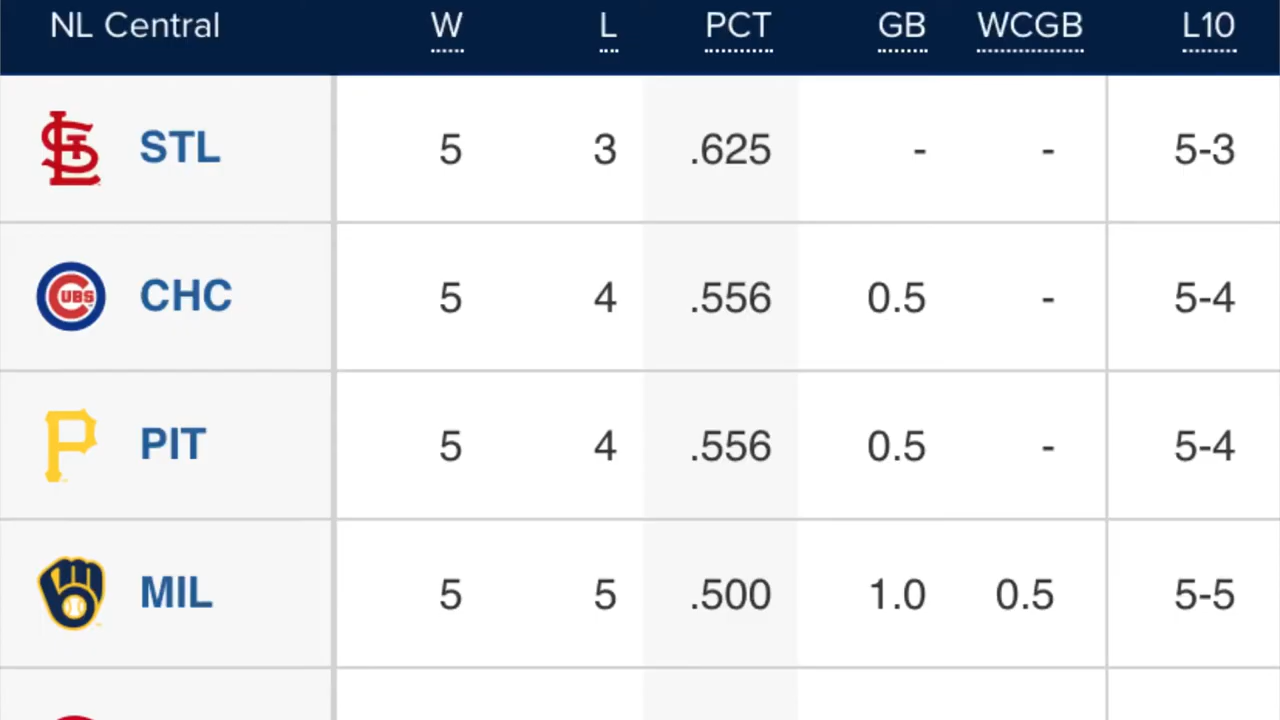 NL Central W L PCT GB WCGB L10
STL 5 3 .625 - - 5-3
CUBS CHC 5 4 .556 0.5 - 5-4
P PIT 5 4 .556 0.5 - 5-4
MIL 5 5 .500 1.0 0.5 5-5